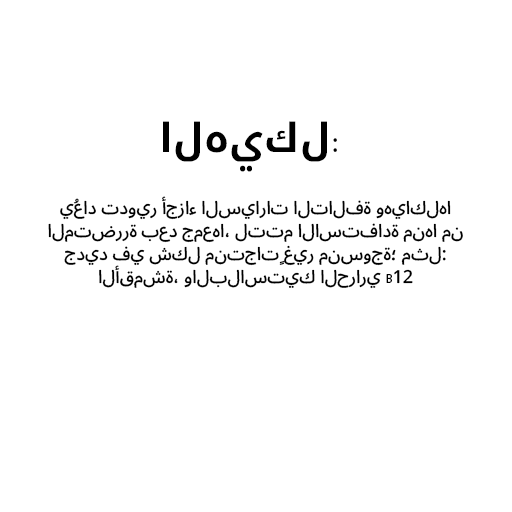 الهيكل:
يُعاد تدوير أجزاء السيارات التالفة وهياكلها
المتضررة بعد جمعها، لتتم الاستفادة منها من
جديد في شكل منتجاتٍ غير منسوجة؛ مثل:
الأقمشة، والبلاستيك الحراري B12